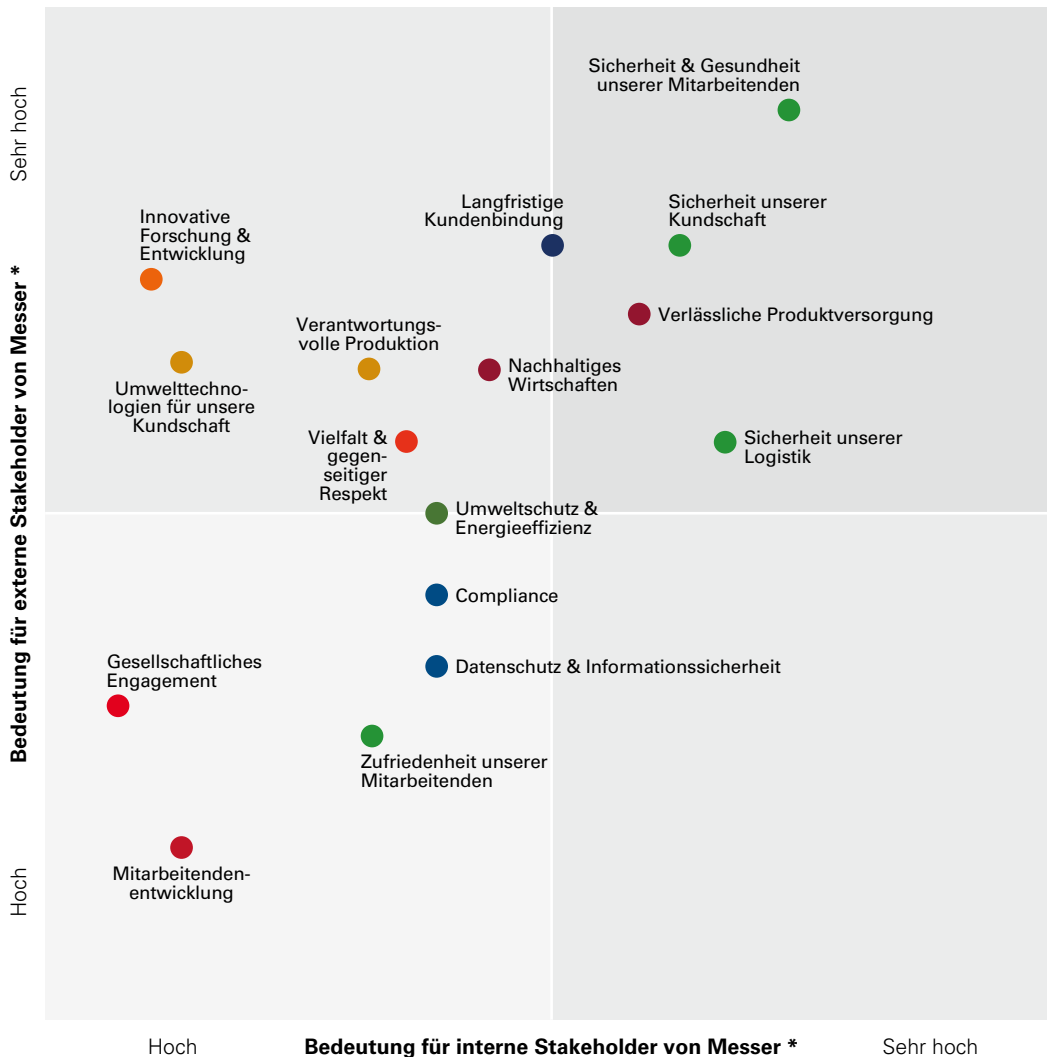 Sicherheit & Gesundheit
unserer Mitarbeitenden
Sehr hoch
Langfristige
Kundenbindung
Sicherheit unserer
Kundschaft
Innovative
Forschung &
Entwicklung
Verlässliche Produktversorgung
Verantwortungs-
volle Produktion
Nachhaltiges
Wirtschaften
Umwelttechno-
logien für unsere
Kundschaft
Vielfalt &
gegen-
seitiger
Respekt
Sicherheit unserer
Logistik
Bedeutung für externe Stakeholder von Messer *
Umweltschutz &
Energieeffizienz
Compliance
Datenschutz & Informationssicherheit
Gesellschaftliches
Engagement
Zufriedenheit unserer
Mitarbeitenden
Mitarbeitenden-
entwicklung
Hoch
Hoch
Bedeutung für interne Stakeholder von Messer *
Sehr hoch